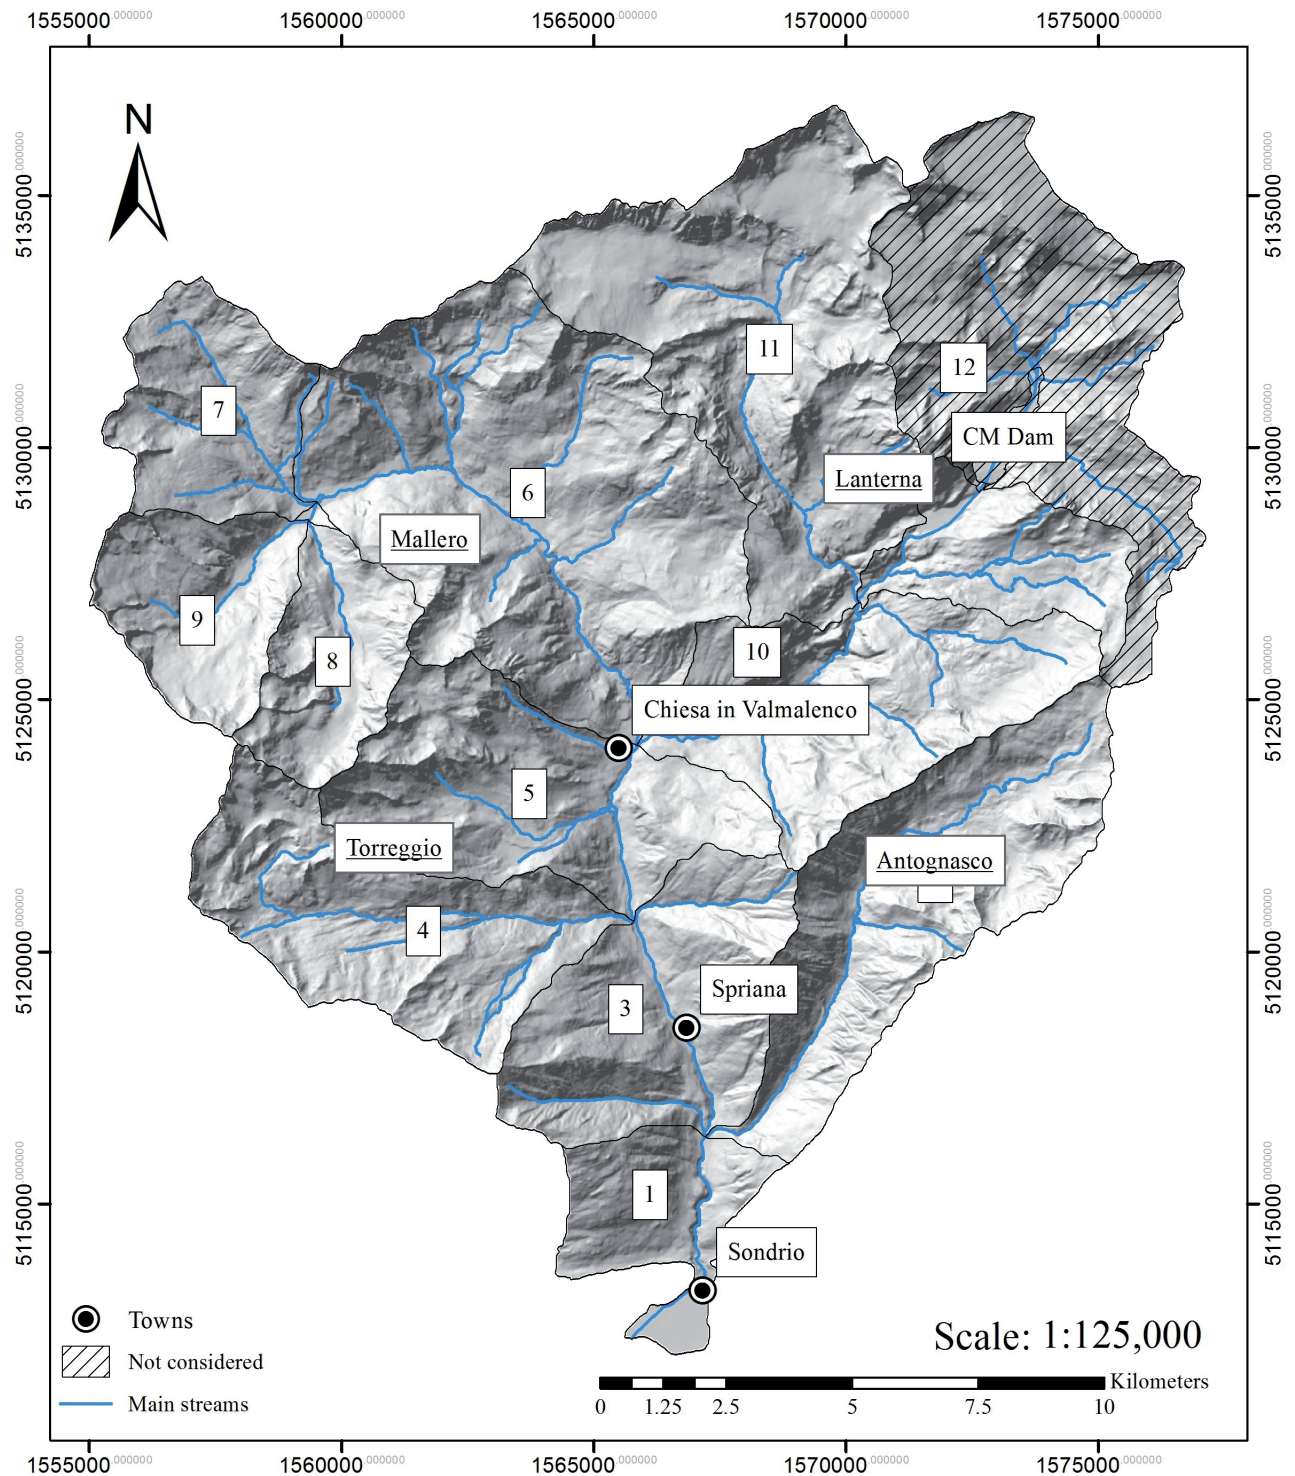 1555000.000000 1560000.000000 1565000.000000 1570000.000000 1575000.000000
N
5135000.000000
5135000.000000
11
12
7
CM Dam
5130000.000000
5130000.000000
Lanterna
6
Mallero
9
8
10
5125000.000000
5125000.000000
Chiesa in Valmalenco
5
Torreggio
Antognasco
4
5120000.000000
5120000.000000
Spriana
3
1
5115000.000000
5115000.000000
Sondrio
Towns
Not considered
Main streams
Scale: 1:125,000
Kilometers
0 1.25 2.5 5 7.5 10
1555000.000000 1560000.000000 1565000.000000 1570000.000000 1575000.000000